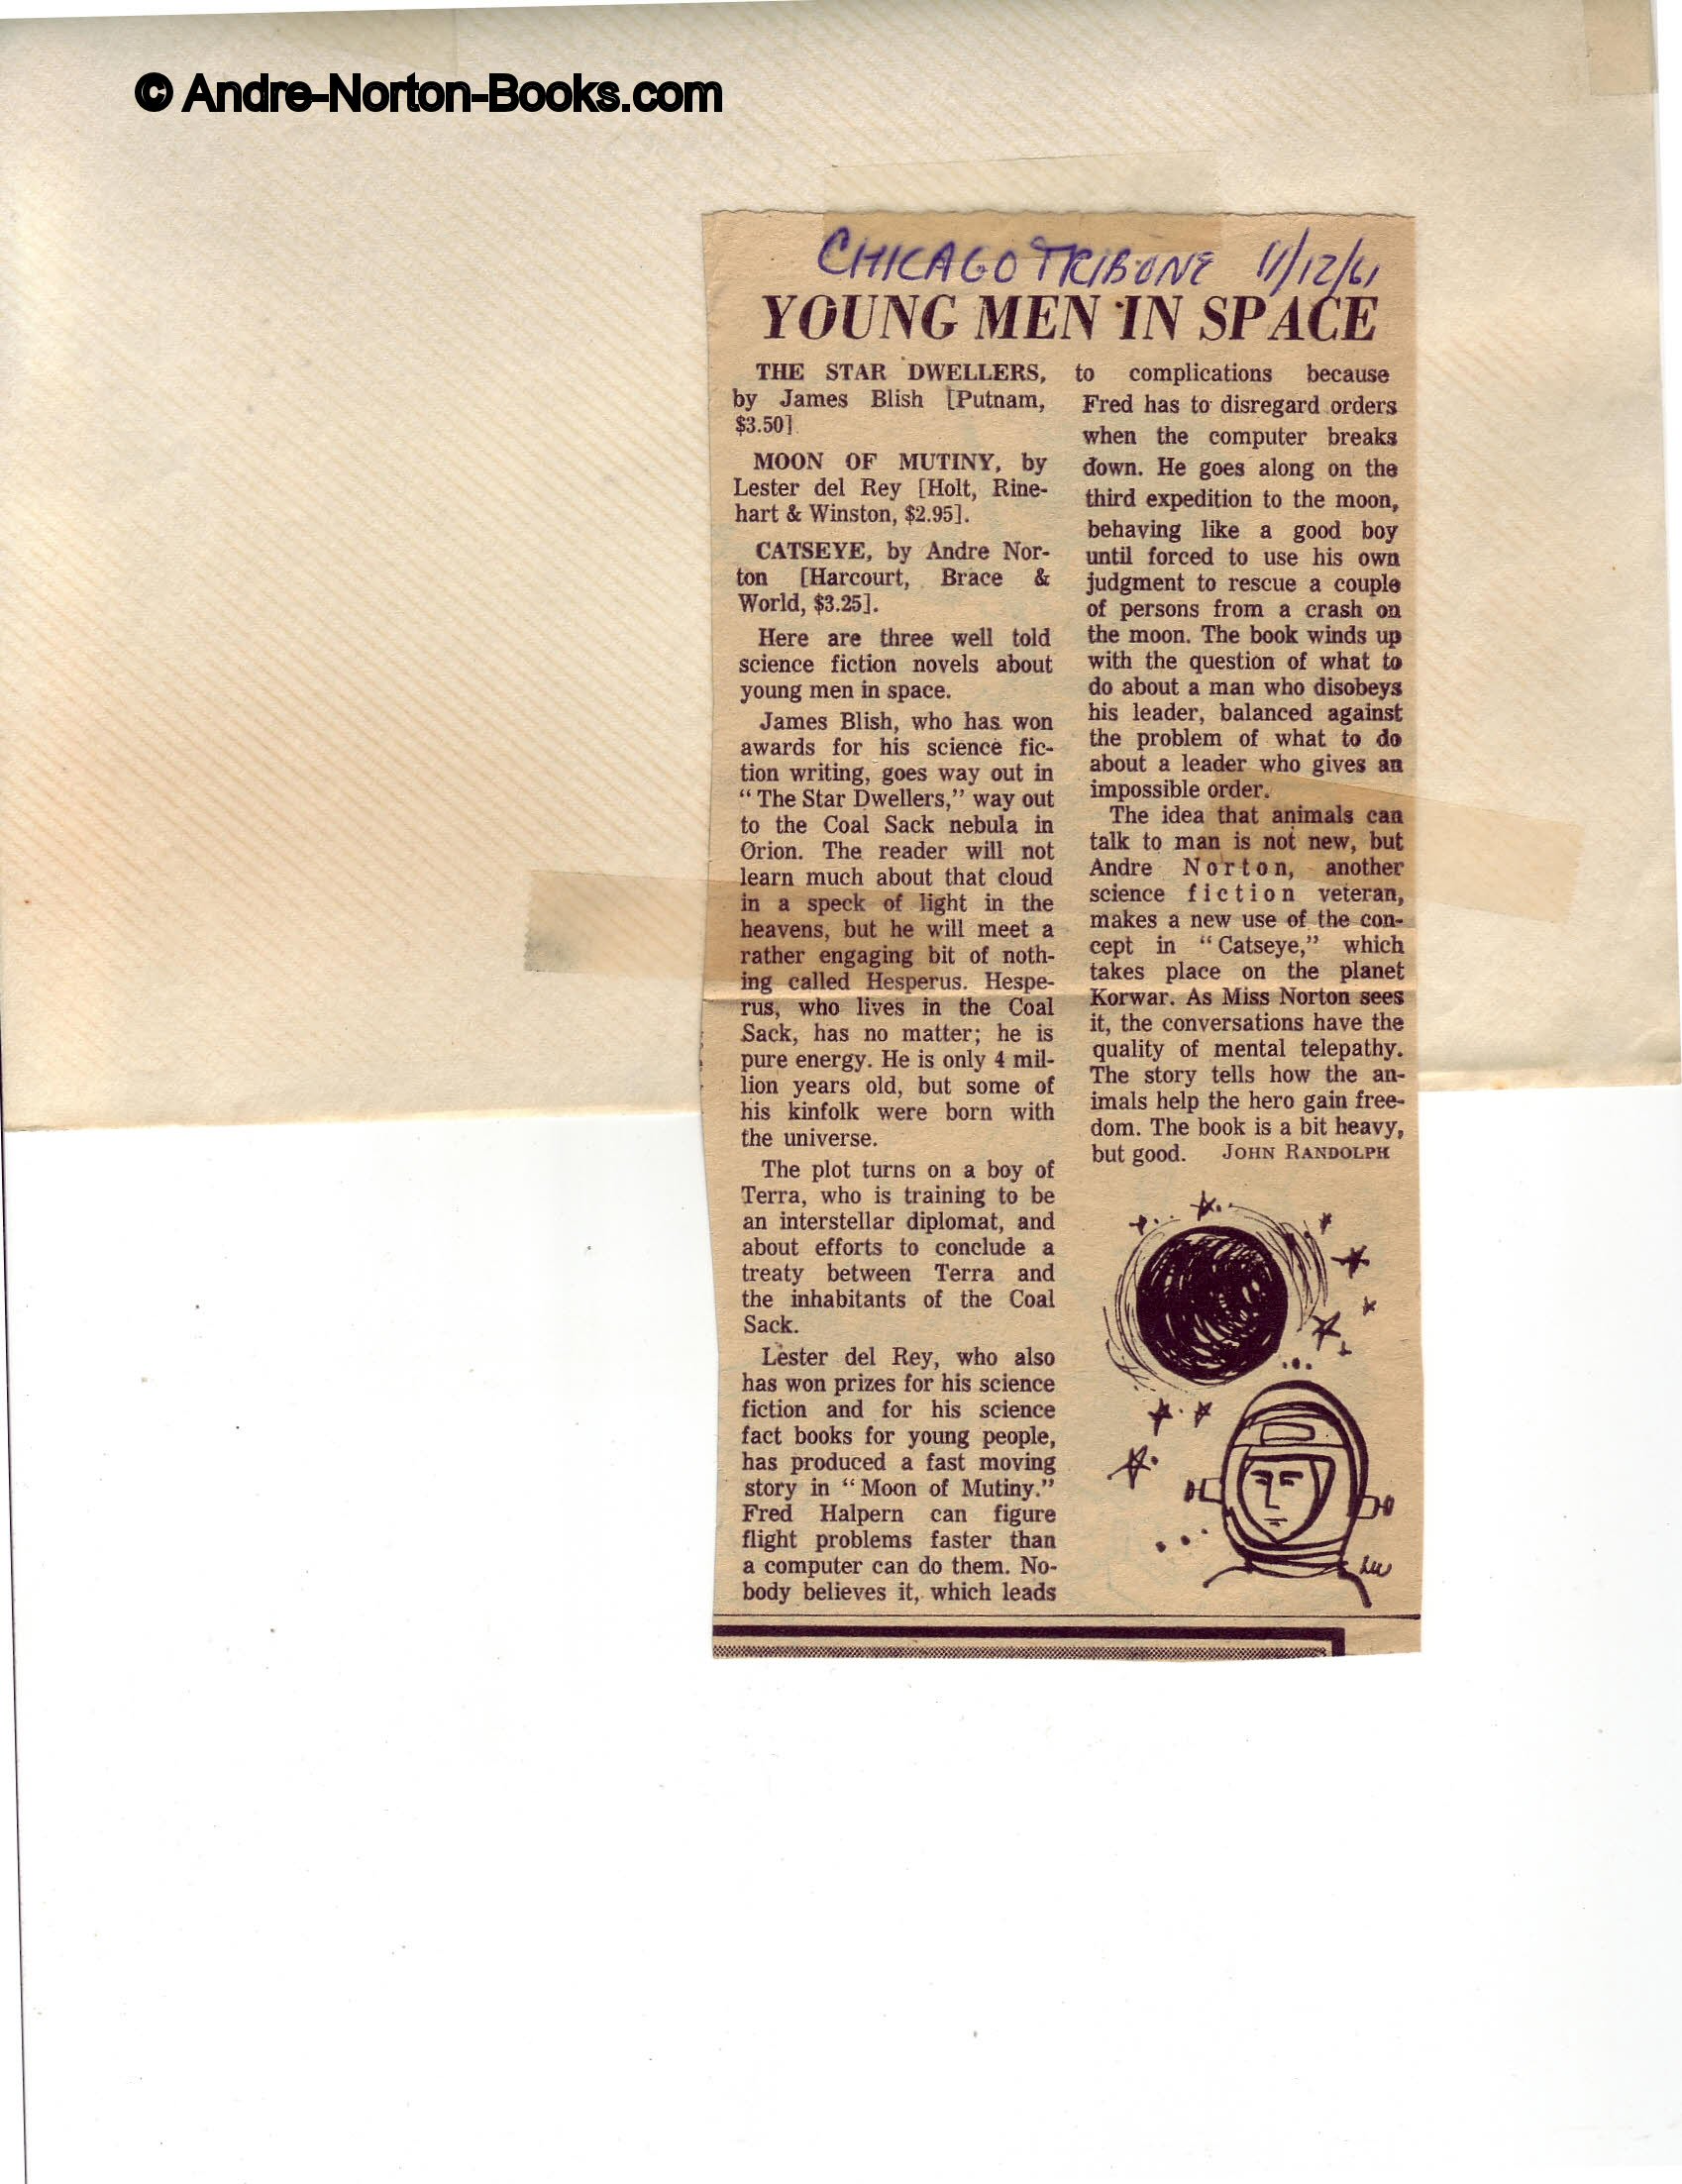 © Andre-Norton-Books.com
CHICAGO TRIBUNE 11/12/61
YOUNG MEN IN SPACE
THE STAR DWELLERS,
by James Blish [Putnam,
$3.50]
MOON OF MUTINY, by
Lester del Rey [Holt, Rine-
hart & Winston, $2.95].
CATSEYE, by Andre Nor-
ton [Harcourt, Brace &
World, $3.25].
Here are three well told
science fiction novels about
young men in space.
James Blish, who has won
awards for his science fic-
tion writing, goes way out in
"The Star Dwellers," way out
to the Coal Sack nebula in
Orion. The reader will not
learn much about that cloud
in a speck of light in the
heavens, but he will meet a
rather engaging bit of noth-
ing called Hesperus. Hespe-
rus, who lives in the Coal
Sack, has no matter; he is
pure energy. He is only 4 mil-
lion years old, but some of
his kinfolk were born with
the universe.
The plot turns on a boy of
Terra, who is training to be
an interstellar diplomat, and
about efforts to conclude a
treaty between Terra and
the inhabitants of the Coal
Sack.
Lester del Rey, who also
has won prizes for his science
fiction and for his science
fact books for young people,
has produced a fast moving
story in "Moon of Mutiny."
Fred Halpern can figure
flight problems faster than
a computer can do them. No-
body believes it, which leads
to complications because
Fred has to disregard orders
when the computer breaks
down. He goes along on the
third expedition to the moon,
behaving like a good boy
until forced to use his own
judgment to rescue a couple
of persons from a crash on
the moon. The book winds up
with the question of what to
do about a man who disobeys
his leader, balanced against
the problem of what to do
about a leader who gives an
impossible order.
The idea that animals can
talk to man is not new, but
Andre Norton, another
science fiction veteran,
makes a new use of the con-
cept in "Catseye," which
takes place on the planet
Korwar. As Miss Norton sees
it, the conversations have the
quality of mental telepathy.
The story tells how the an-
imals help the hero gain free-
dom. The book is a bit heavy,
but good. JOHN RANDOLPH